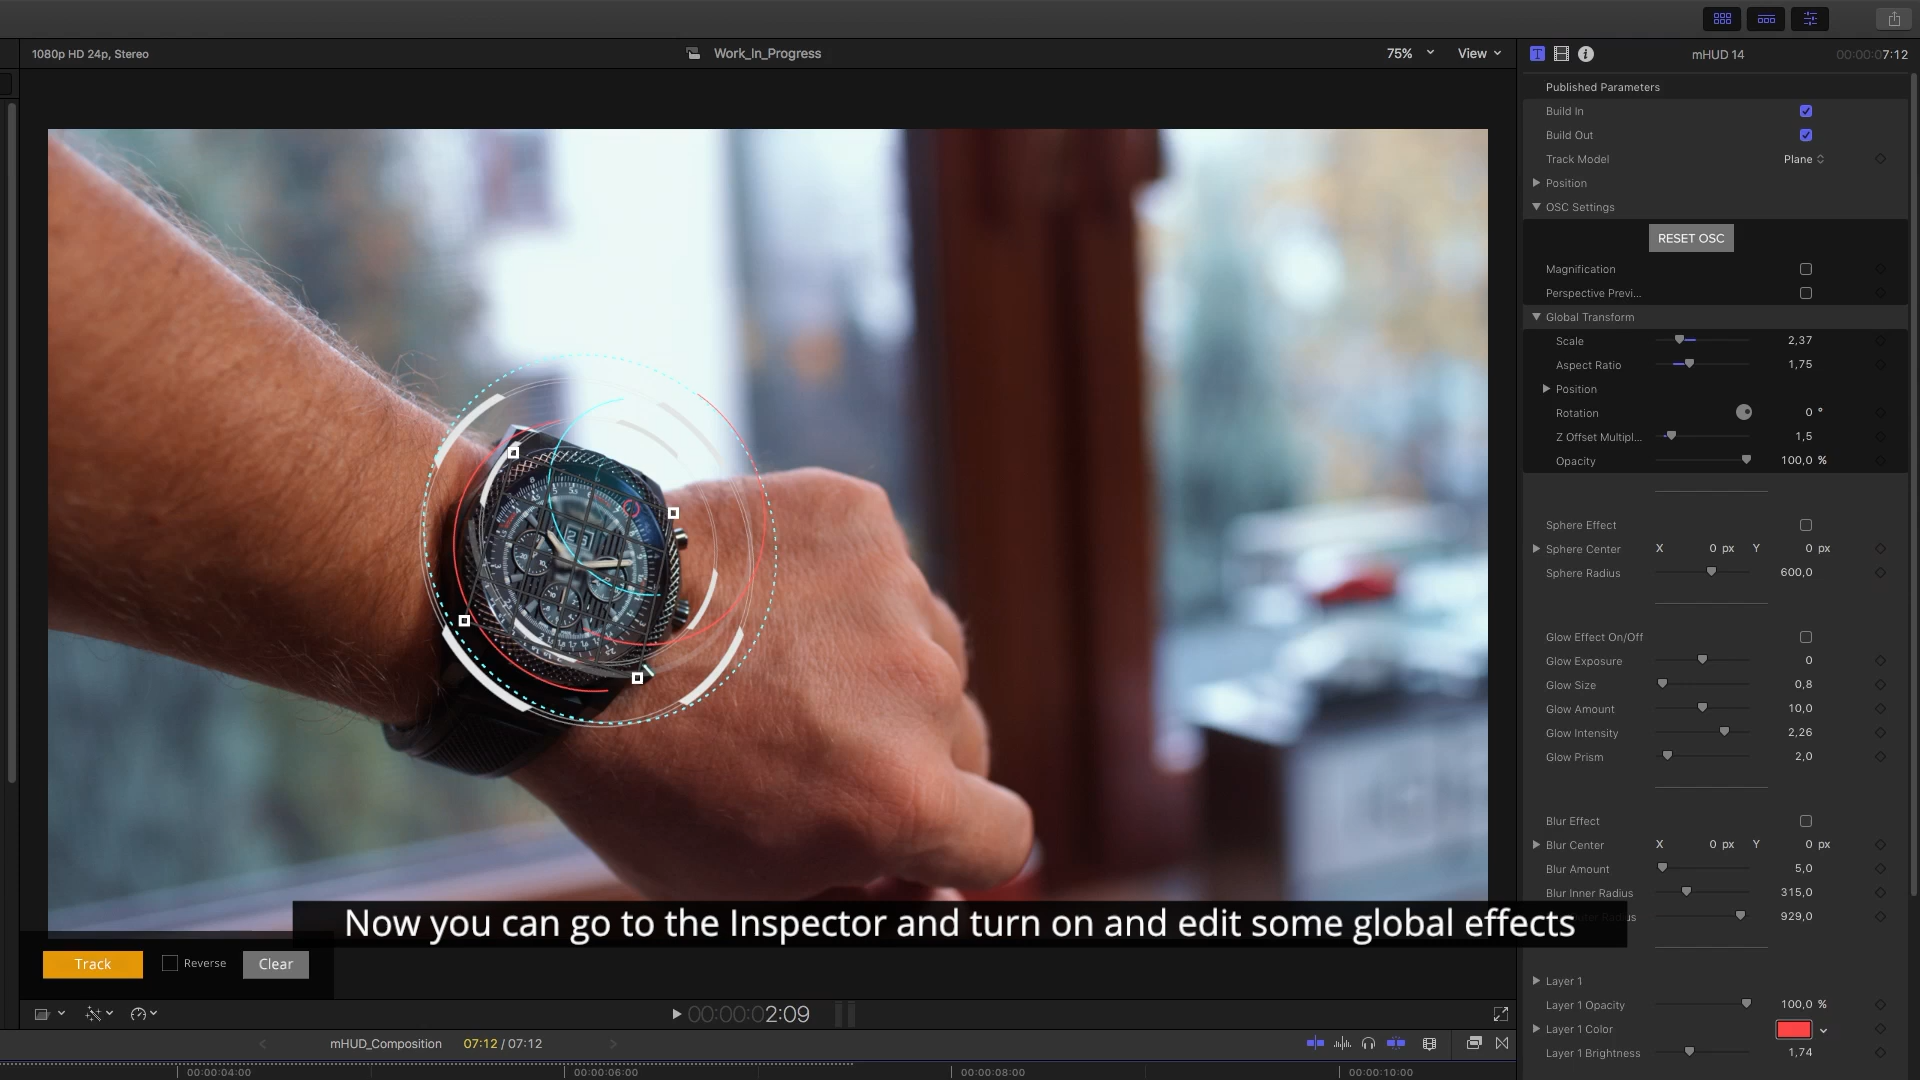 1080p HD 24p, Stereo
Work_In_Progress
75%
View
mHUD 14
00:00:07:12
Published Parameters
Build In
Build Out
Track Model Plane
Position
OSC Settings
RESET OSC
Magnification
Perspective Previ...
Global Transform
Scale 2,37
Aspect Ratio 1,75
Position
Rotation 0 °
Z Offset Multipl... 1,5
Opacity 100,0 %
Sphere Effect
Sphere Center X 0 px Y 0 px
Sphere Radius 600,0
Glow Effect On/Off
Glow Exposure 0
Glow Size 0,8
Glow Amount 10,0
Glow Intensity 2,26
Glow Prism 2,0
Blur Effect
Blur Center X 0 px Y 0 px
Blur Amount 5,0
Blur Inner Radius 315,0
929,0
Now you can go to the Inspector and turn on and edit some global effects
Track
Reverse
Clear
Layer 1
Layer 1 Opacity 100,0 %
Layer 1 Color
Layer 1 Brightness 1,74
00:00:02:09
mHUD_Composition
07:12 / 07:12
00:00:04:00
00:00:06:00
00:00:08:00
00:00:10:00